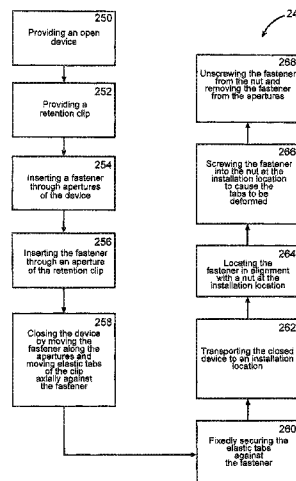 250
Providing an open
device
252
Providing a
retention clip
254
Inserting a fastener
through apertures
of the device
256
Inserting the fastener
through an aperture
of the retention clip
258
Closing the device
by moving the
fastener along the
apertures and
moving elastic tabs
of the clip
axially against
the fastener
260
Fixedly securing the
elastic tabs
against
the fastener
262
Transporting the closed
device to an installation
location
264
Locating the
fastener in alignment
with a nut at the
installation location
266
Screwing the fastener
into the nut at the
installation location
to cause the
tabs to be
deformed
268
Unscrewing the fastener
from the nut and
removing the fastener
from the apertures
24